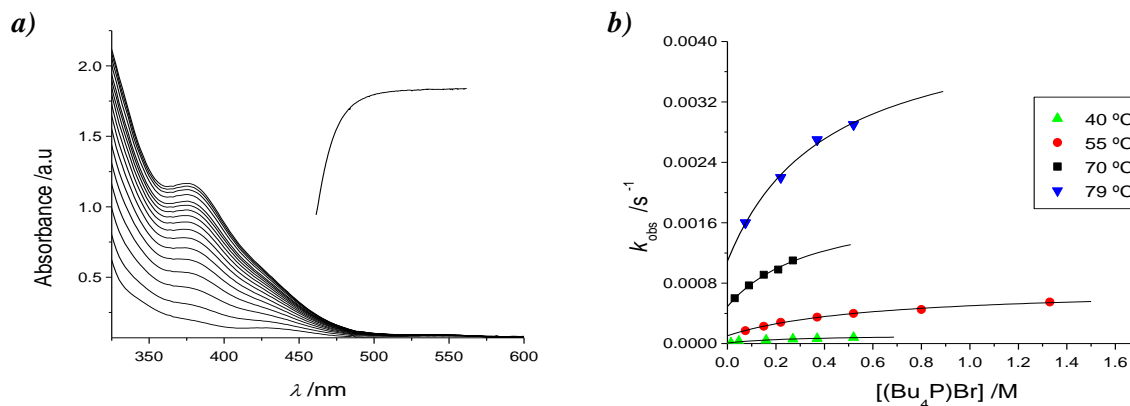 a)
Absorbance /a.u
2.0
1.5
1.0
0.5
350 400 450 500 550 600
λ /nm
b)
k_obs /s⁻¹
0.0040
0.0032
0.0024
0.0016
0.0008
0.0000
0.0 0.2 0.4 0.6 0.8 1.0 1.2 1.4 1.6
[(Bu₄P)Br] /M
40 ºC
55 ºC
70 ºC
79 ºC